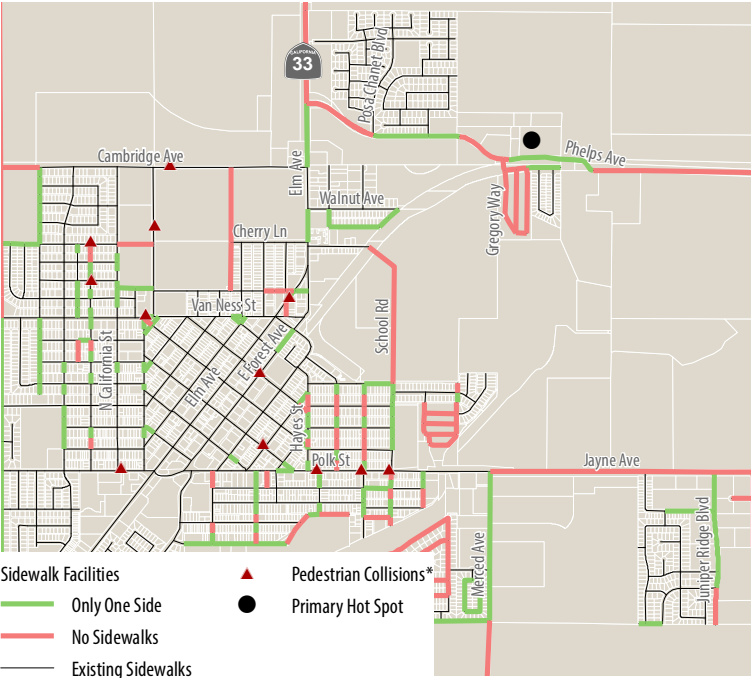 CALIFORNIA
33
Posa Chanet Blvd
Phelps Ave
Cambridge Ave
Elm Ave
Walnut Ave
Gregory Way
Cherry Ln
Van Ness St
School Rd
N California St
Elm Ave
E Forest Ave
Hayes St
Polk St
Jayne Ave
Merced Ave
Juniper Ridge Blvd
Sidewalk Facilities
Only One Side
No Sidewalks
Existing Sidewalks
Pedestrian Collisions*
Primary Hot Spot